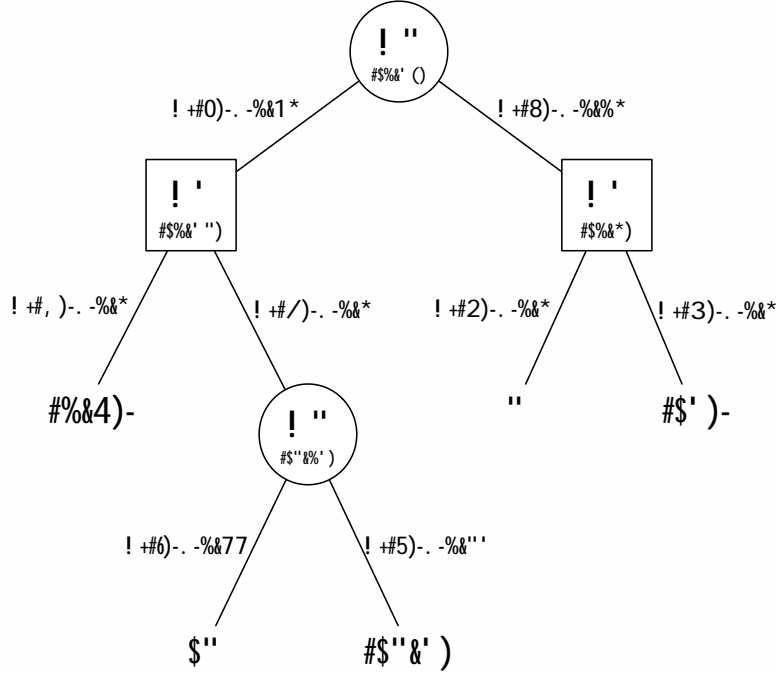 ! "
#$%&' ()
! +#0)-. -%&1*
! +#8)-. -%&%*
! '
#$%&' ")
! '
#$%&*)
! +#, )-. -%&*
! +#/)-. -%&*
! +#2)-. -%&*
! +#3)-. -%&*
#%&4)-
"
#$' )-
! "
#$"&%' )
! +#6)-. -%&77
! +#5)-. -%&"'
$"
#$"&' )